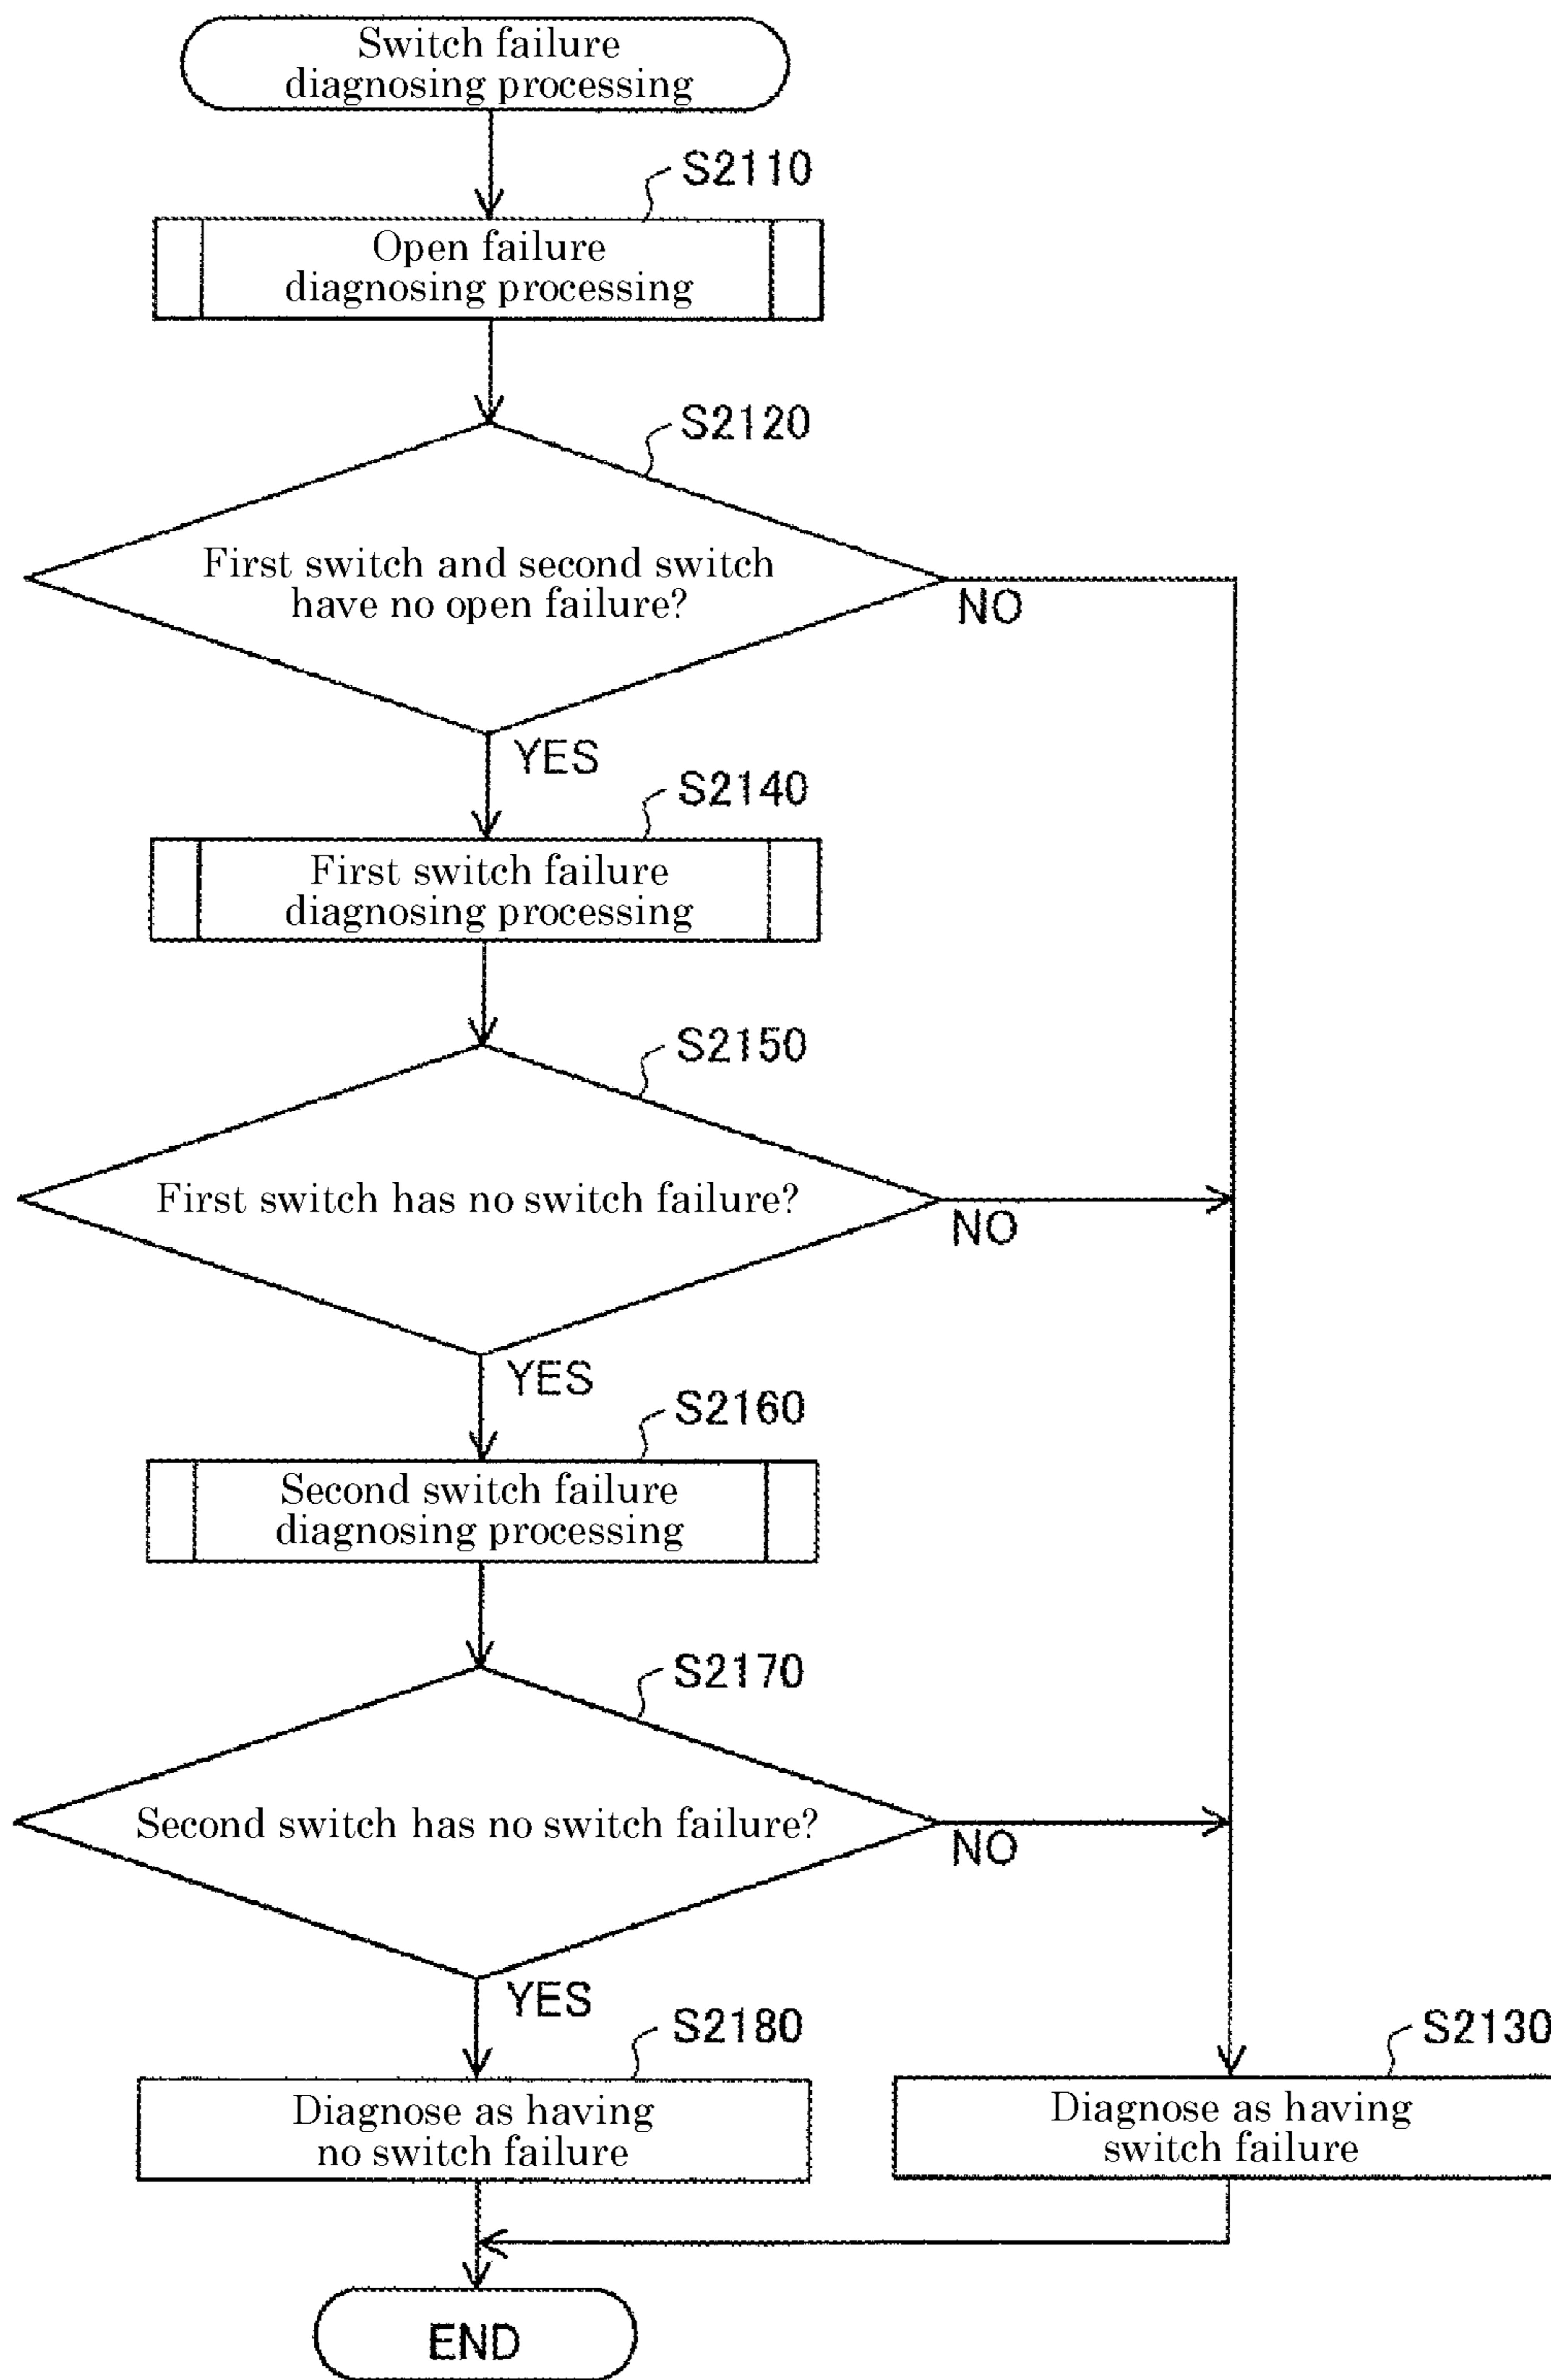 Switch failure
diagnosing processing
S2110
Open failure
diagnosing processing
S2120
First switch and second switch
have no open failure?
NO
YES
S2140
First switch failure
diagnosing processing
S2150
First switch has no switch failure?
NO
YES
S2160
Second switch failure
diagnosing processing
S2170
Second switch has no switch failure?
NO
YES
S2180
Diagnose as having
no switch failure
S2130
Diagnose as having
switch failure
END